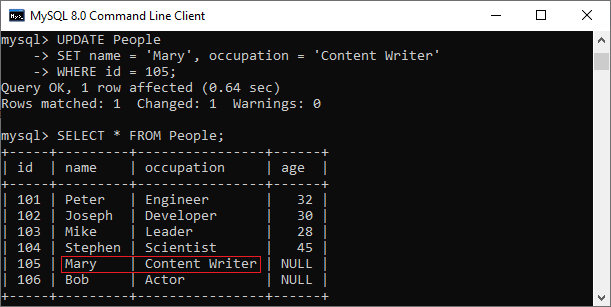 MySQL 8.0 Command Line Client
mysql> UPDATE People
    -> SET name = 'Mary', occupation = 'Content Writer'
    -> WHERE id = 105;
Query OK, 1 row affected (0.64 sec)
Rows matched: 1  Changed: 1  Warnings: 0

mysql> SELECT * FROM People;
+-----+---------+----------------+------+
| id  | name    | occupation     | age  |
+-----+---------+----------------+------+
| 101 | Peter   | Engineer       |   32 |
| 102 | Joseph  | Developer      |   30 |
| 103 | Mike    | Leader         |   28 |
| 104 | Stephen | Scientist      |   45 |
| 105 | Mary    | Content Writer | NULL |
| 106 | Bob     | Actor          | NULL |
+-----+---------+----------------+------+